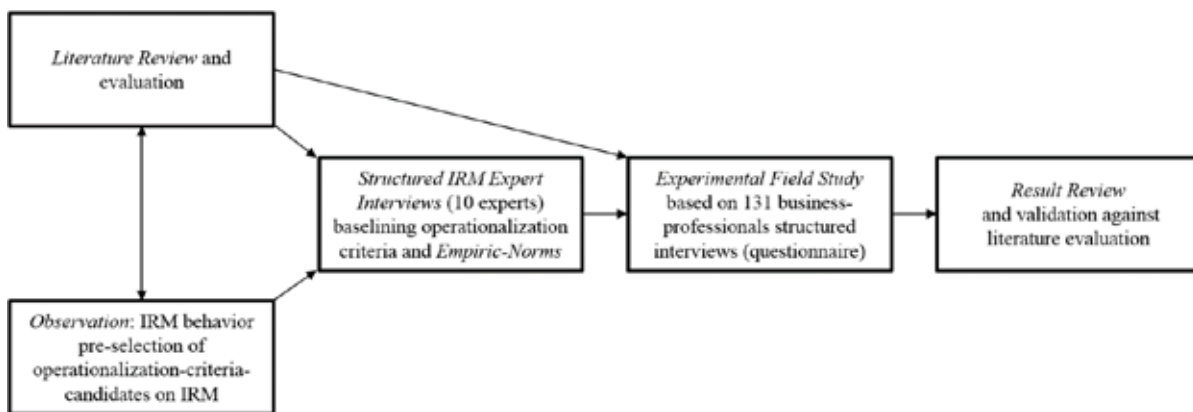 Literature Review and
evaluation
Structured IRM Expert
Interviews (10 experts)
baselining operationalization
criteria and Empiric-Norms
Experimental Field Study
based on 131 business-
professionals structured
interviews (questionnaire)
Result Review
and validation against
literature evaluation
Observation: IRM behavior
pre-selection of
operationalization-criteria-
candidates on IRM